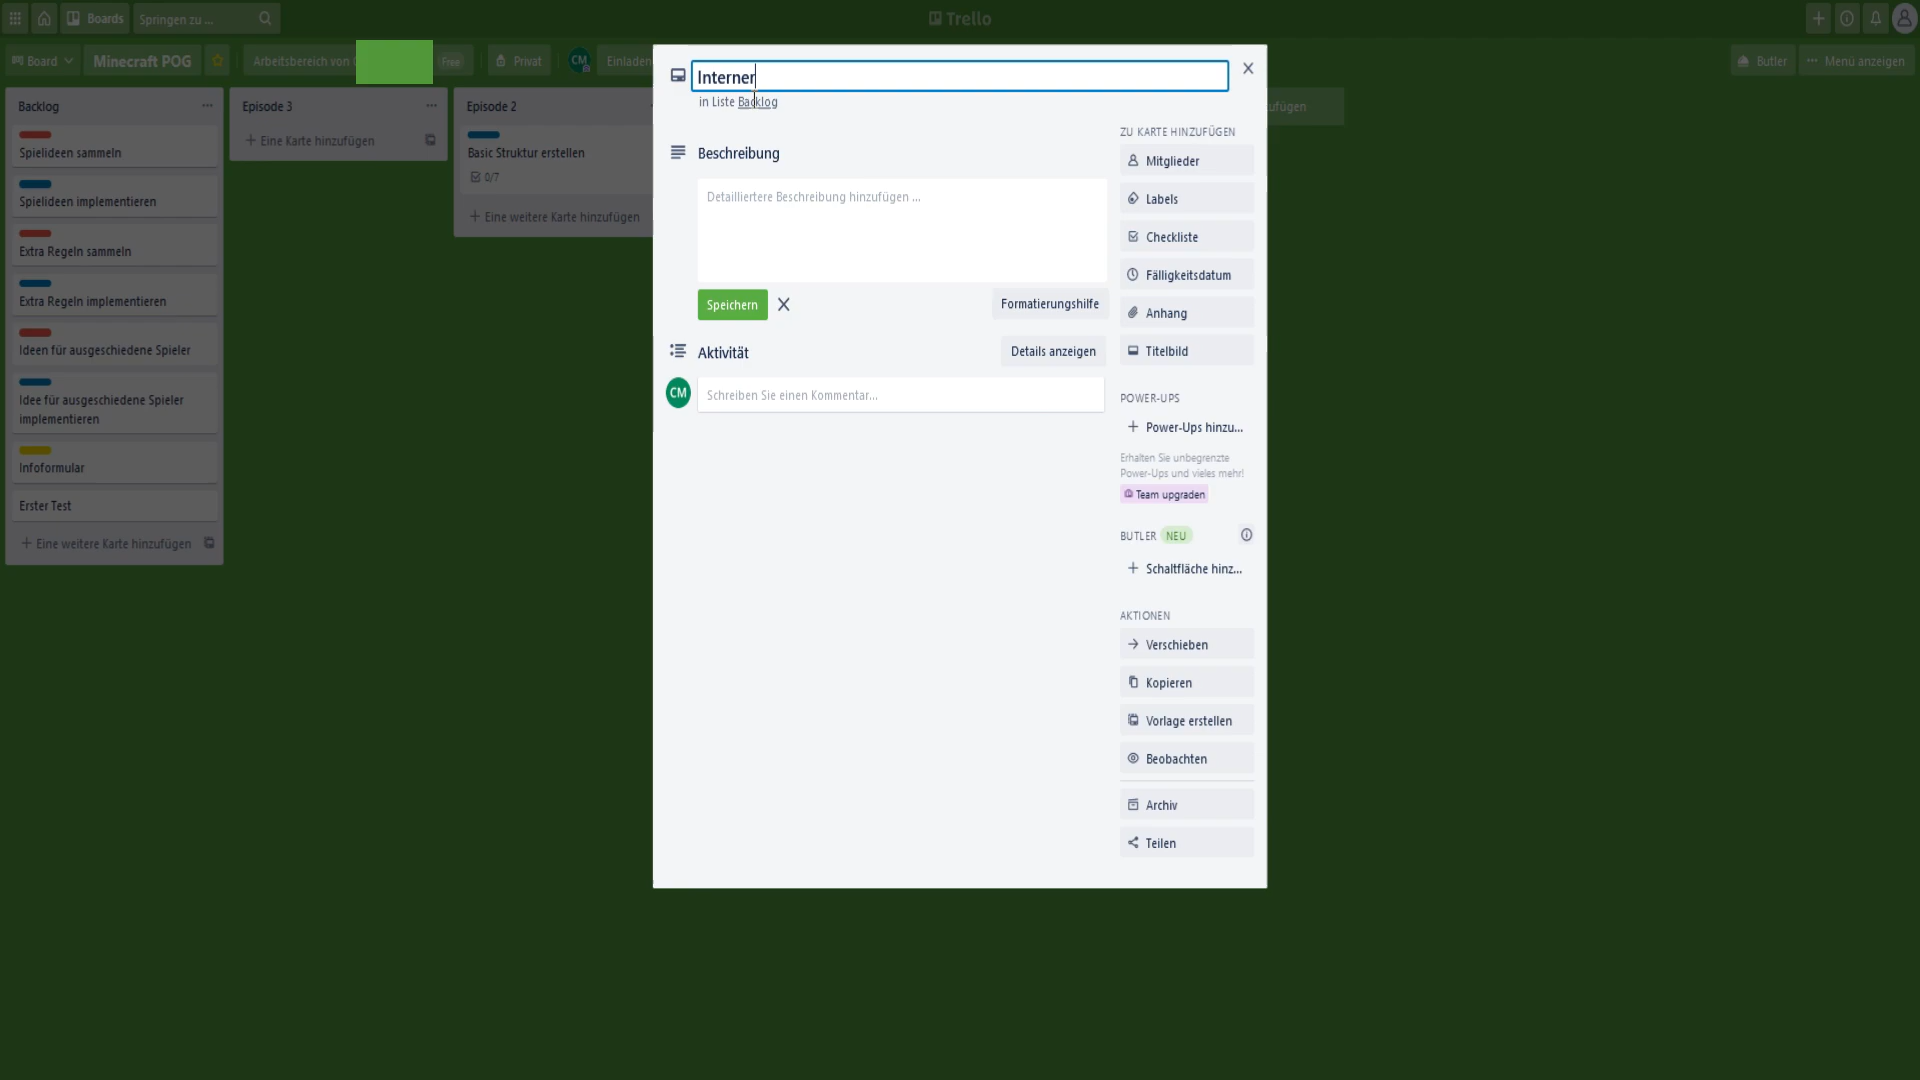 Boards
Springen zu ...
Trello
Board
Minecraft POG
Arbeitsbereich von
Free
Privat
CM
Einladen
Butler
Menü anzeigen
Backlog
Spielideen sammeln
Spielideen implementieren
Extra Regeln sammeln
Extra Regeln implementieren
Ideen für ausgeschiedene Spieler
Idee für ausgeschiedene Spieler
implementieren
Infoformular
Erster Test
Eine weitere Karte hinzufügen
Episode 3
Eine Karte hinzufügen
Episode 2
Basic Struktur erstellen
0/7
Eine weitere Karte hinzufügen
Interner
in Liste Backlog
Beschreibung
Detailliertere Beschreibung hinzufügen ...
Speichern
Formatierungshilfe
Aktivität
Details anzeigen
CM
Schreiben Sie einen Kommentar...
ZU KARTE HINZUFÜGEN
Mitglieder
Labels
Checkliste
Fälligkeitsdatum
Anhang
Titelbild
POWER-UPS
Power-Ups hinzu...
Erhalten Sie unbegrenzte
Power-Ups und vieles mehr!
Team upgraden
BUTLER NEU
Schaltfläche hinz...
AKTIONEN
Verschieben
Kopieren
Vorlage erstellen
Beobachten
Archiv
Teilen